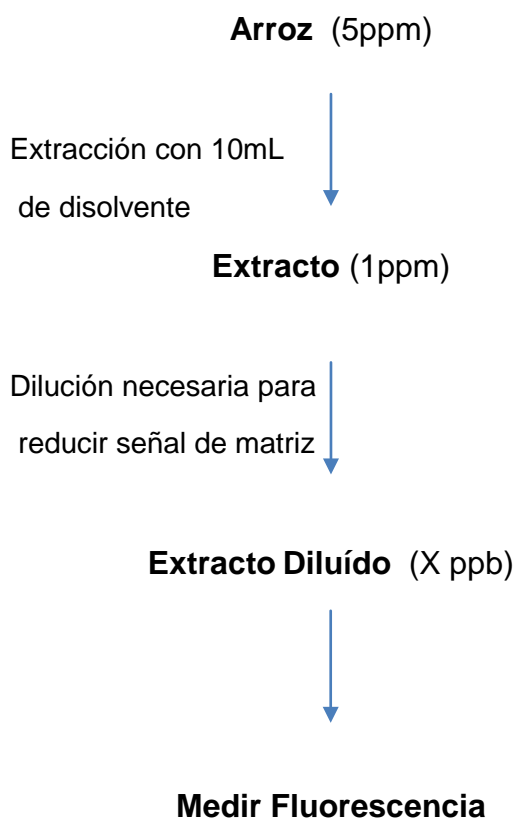 Arroz (5ppm)
Extracción con 10mL
de disolvente
Extracto (1ppm)
Dilución necesaria para
reducir señal de matriz
Extracto Diluído (X ppb)
Medir Fluorescencia